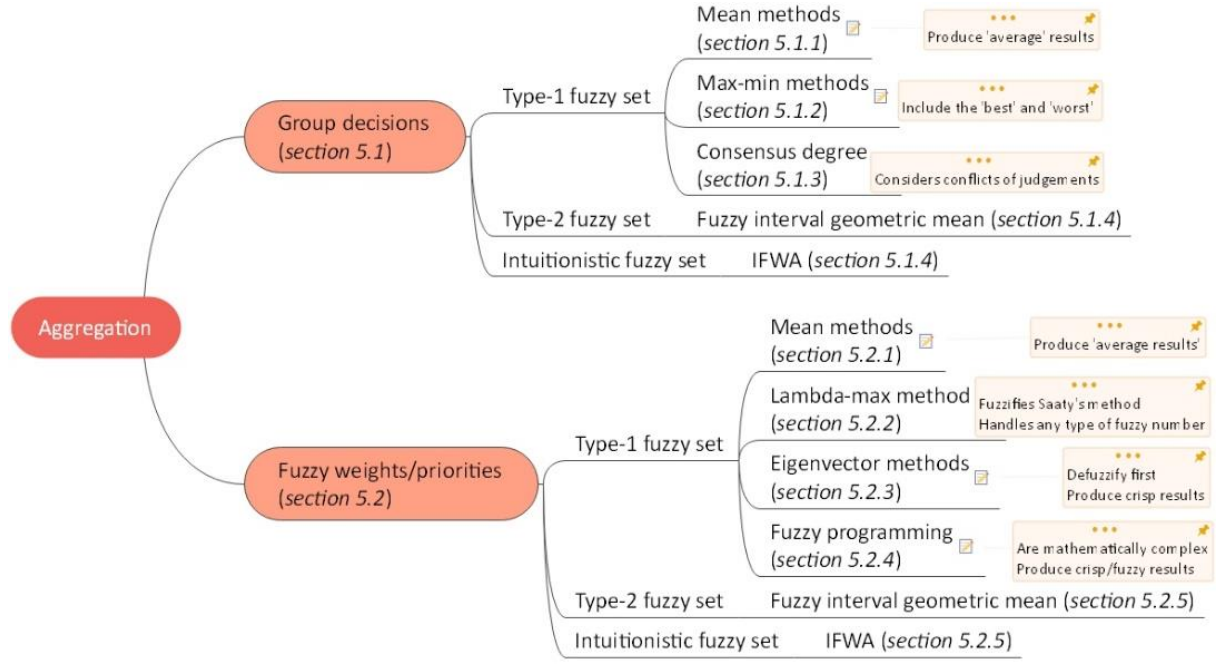 Aggregation
Group decisions
(section 5.1)
Type-1 fuzzy set
Mean methods
(section 5.1.1)
Produce 'average' results
Max-min methods
(section 5.1.2)
Include the 'best' and 'worst'
Consensus degree
(section 5.1.3)
Considers conflicts of judgements
Type-2 fuzzy set
Fuzzy interval geometric mean (section 5.1.4)
Intuitionistic fuzzy set
IFWA (section 5.1.4)
Fuzzy weights/priorities
(section 5.2)
Type-1 fuzzy set
Mean methods
(section 5.2.1)
Produce 'average results'
Lambda-max method
(section 5.2.2)
Fuzzifies Saaty's method
Handles any type of fuzzy number
Eigenvector methods
(section 5.2.3)
Defuzzify first
Produce crisp results
Fuzzy programming
(section 5.2.4)
Are mathematically complex
Produce crisp/fuzzy results
Type-2 fuzzy set
Fuzzy interval geometric mean (section 5.2.5)
Intuitionistic fuzzy set
IFWA (section 5.2.5)